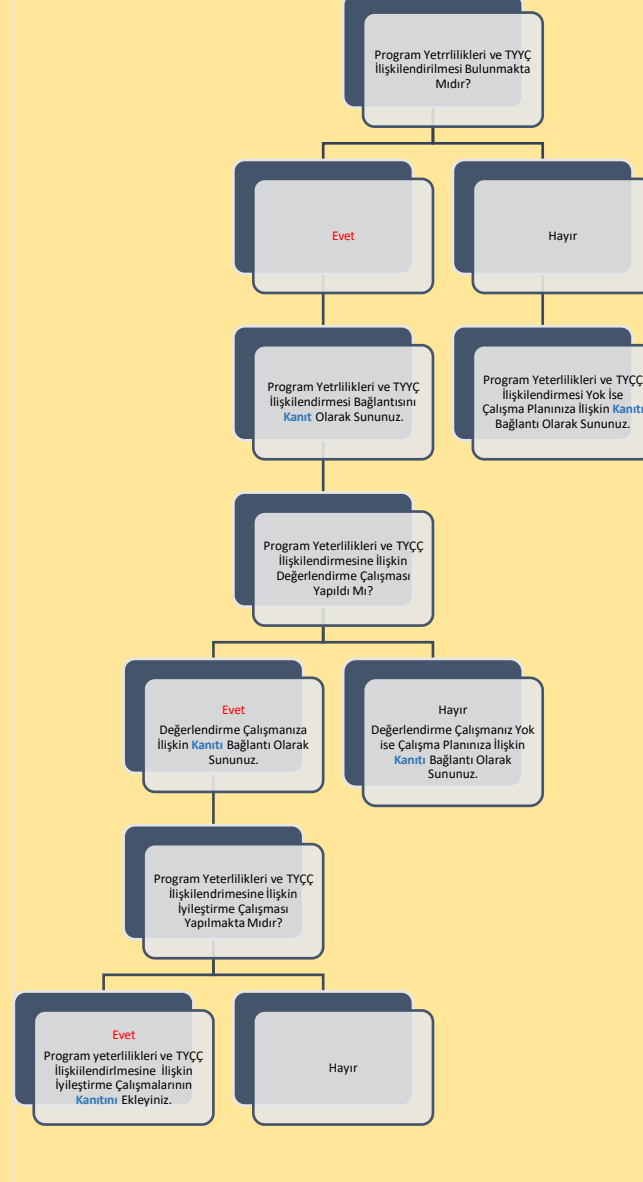 Program Yetrrlilikleri ve TYYÇ
İlişkilendirilmesi Bulunmakta
Mıdır?
Evet
Hayır
Program Yetrlilikleri ve TYYÇ
İlişkilendirmesi Bağlantısını
Kanıt Olarak Sununuz.
Program Yeterlilikleri ve TYÇÇ
İlişkilendirmesi Yok İse
Çalışma Planınıza İlişkin Kanıtı
Bağlantı Olarak Sununuz.
Program Yeterlilikleri ve TYÇÇ
İlişkilendirmesine İlişkin
Değerlendirme Çalışması
Yapıldı Mı?
Evet
Değerlendirme Çalışmanıza
İlişkin Kanıtı Bağlantı Olarak
Sununuz.
Hayır
Değerlendirme Çalışmanız Yok
ise Çalışma Planınıza İlişkin
Kanıtı Bağlantı Olarak
Sununuz.
Program Yeterlilikleri ve TYÇÇ
İlişkilendrimesine İlişkin
İyileştirme Çalışması
Yapılmakta Mıdır?
Evet
Program yeterlilikleri ve TYÇÇ
İlişkiilendirlmesine İlişkin
İyileştirme Çalışmalarının
Kanıtını Ekleyiniz.
Hayır